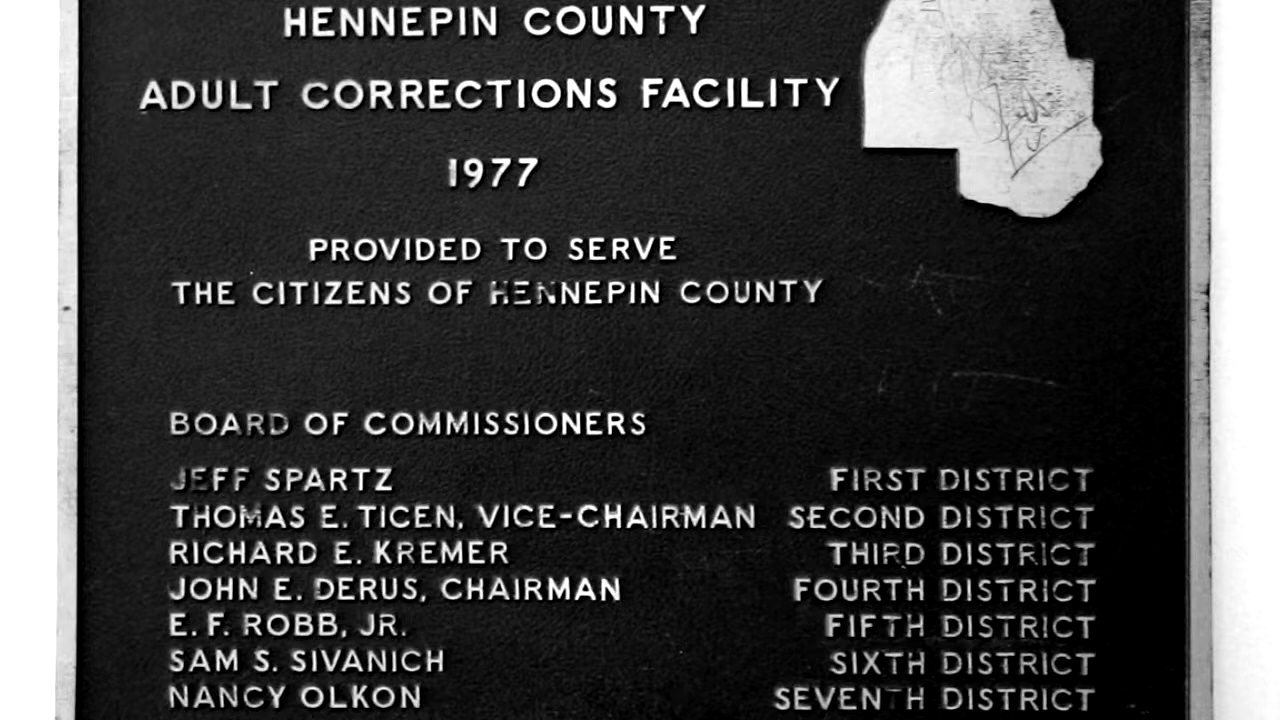 HENNEPIN COUNTY
ADULT CORRECTIONS FACILITY
1977
PROVIDED TO SERVE
THE CITIZENS OF HENNEPIN COUNTY
BOARD OF COMMISSIONERS
JEFF SPARTZ FIRST DISTRICT
THOMAS E. TICEN, VICE-CHAIRMAN SECOND DISTRICT
RICHARD E. KREMER THIRD DISTRICT
JOHN E. DERUS, CHAIRMAN FOURTH DISTRICT
E. F. ROBB, JR. FIFTH DISTRICT
SAM S. SIVANICH SIXTH DISTRICT
NANCY OLKON SEVENTH DISTRICT